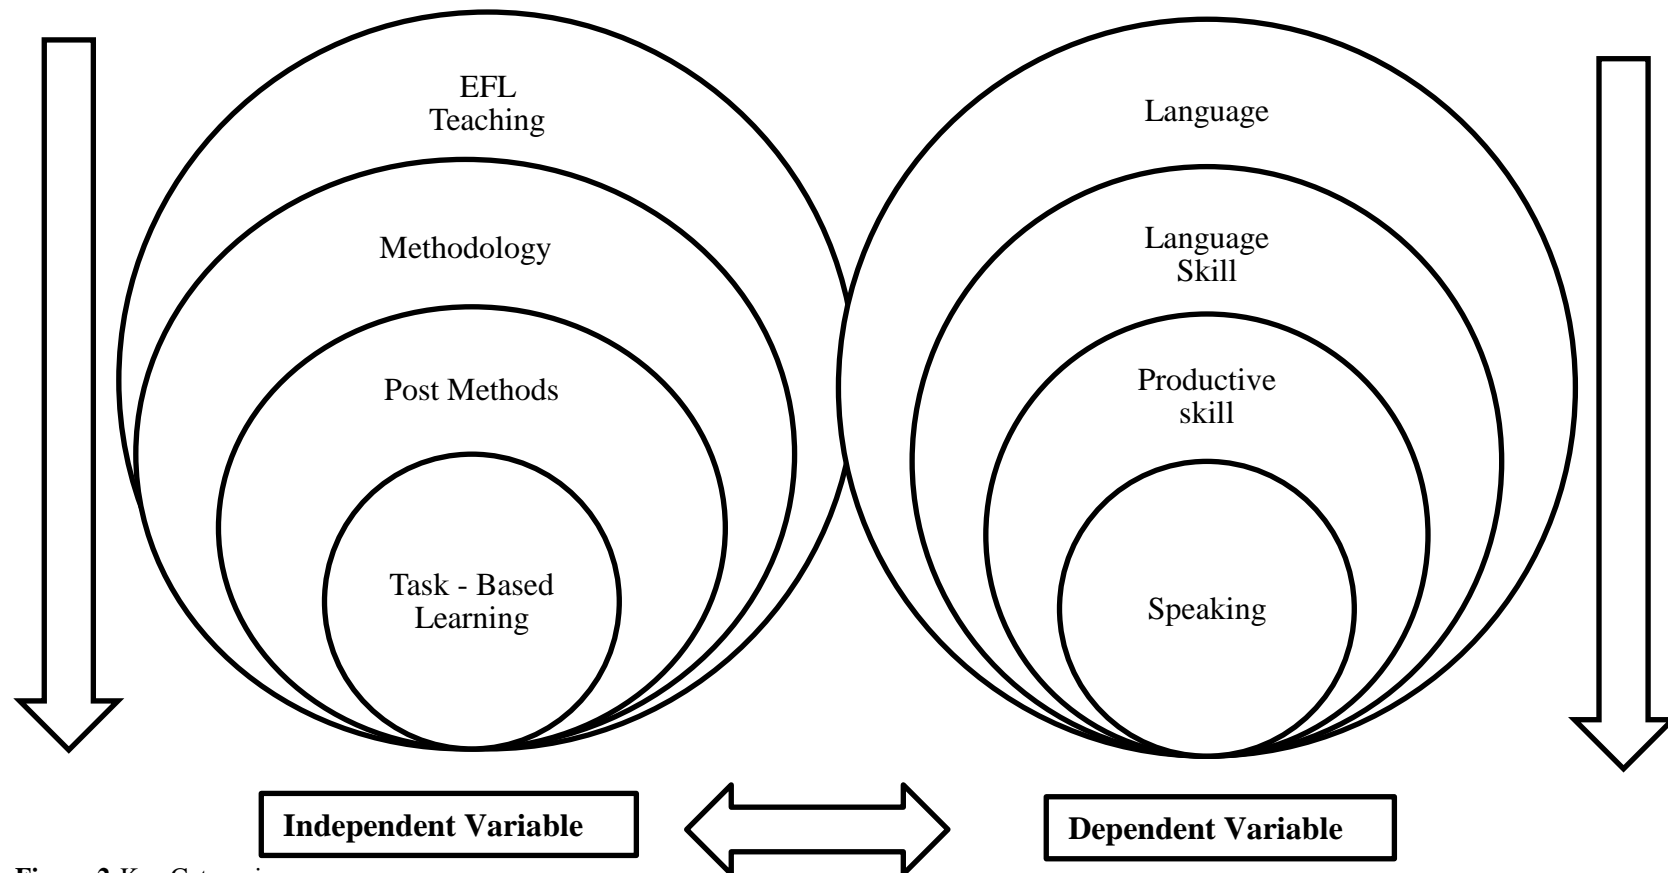 EFL
Teaching
Methodology
Post Methods
Task - Based
Learning
Language
Language
Skill
Productive
skill
Speaking
Independent Variable
Dependent Variable